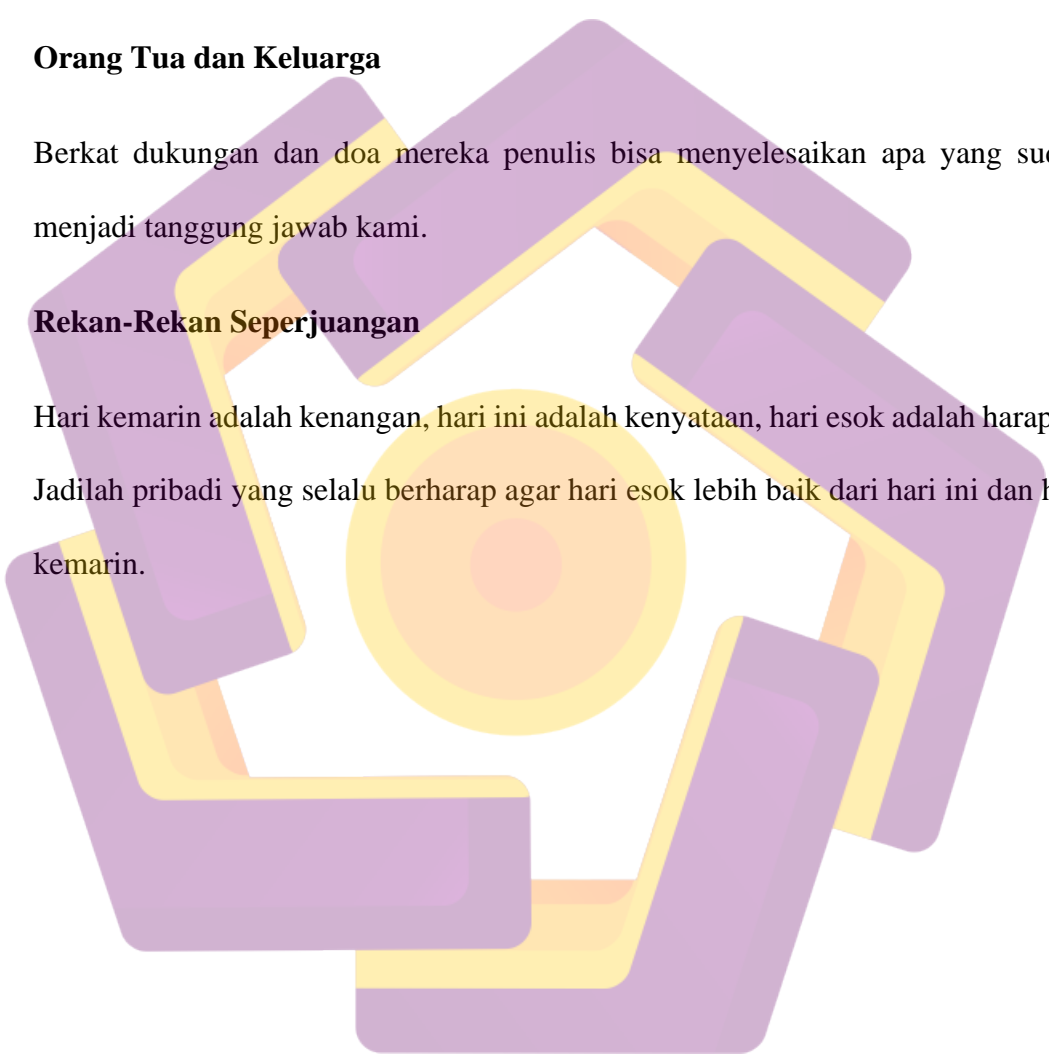 Orang Tua dan Keluarga
Berkat dukungan dan doa mereka penulis bisa menyelesaikan apa yang
menjadi tanggung jawab kami.
Rekan-Rekan Seperjuangan
Hari kemarin adalah kenangan, hari ini adalah kenyataan, hari esok adalah
Jadilah pribadi yang selalu berharap agar hari esok lebih baik dari hari ini dan
kemarin.